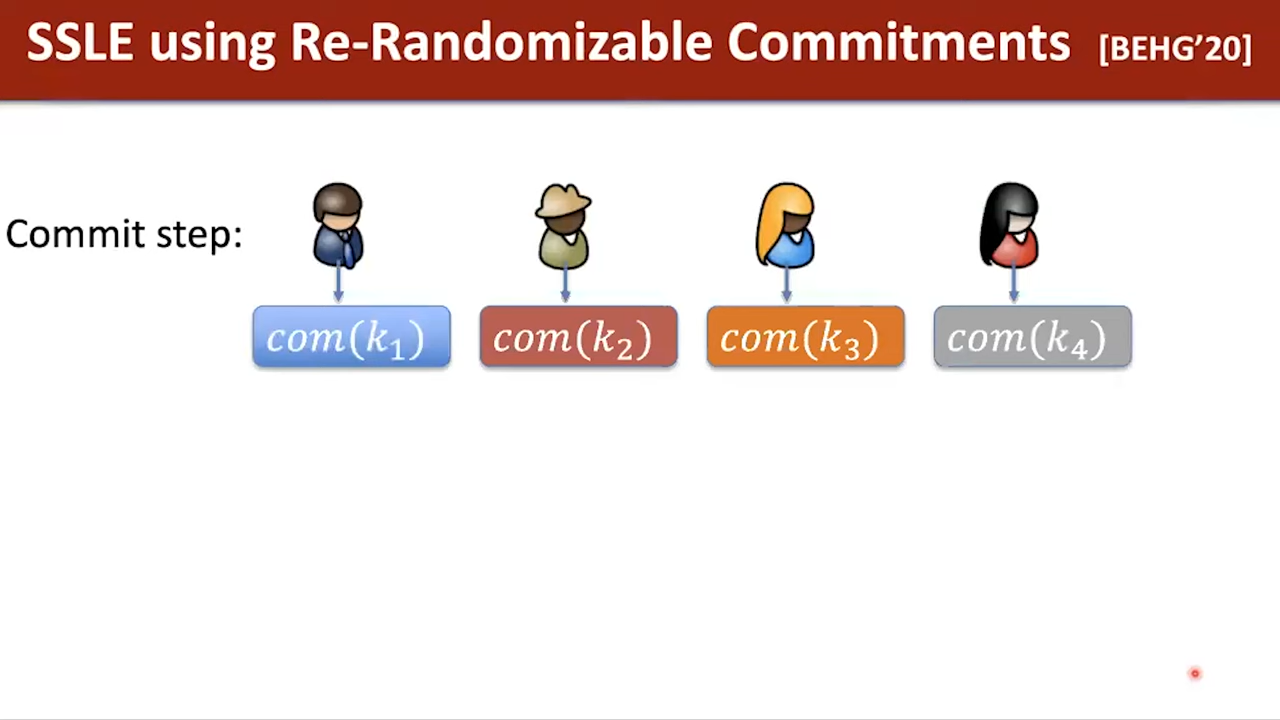 SSLE using Re-Randomizable Commitments [BEHG’20]
Commit step:
com(k₁) com(k₂) com(k₃) com(k₄)